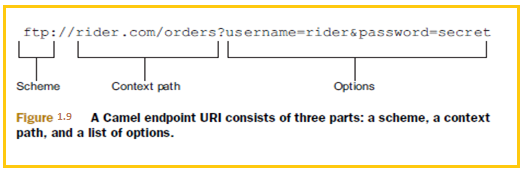 ftp://rider.com/orders?username=rider&password=secret
Scheme Context path Options
Figure 1.9 A Camel endpoint URI consists of three parts: a scheme, a context
path, and a list of options.